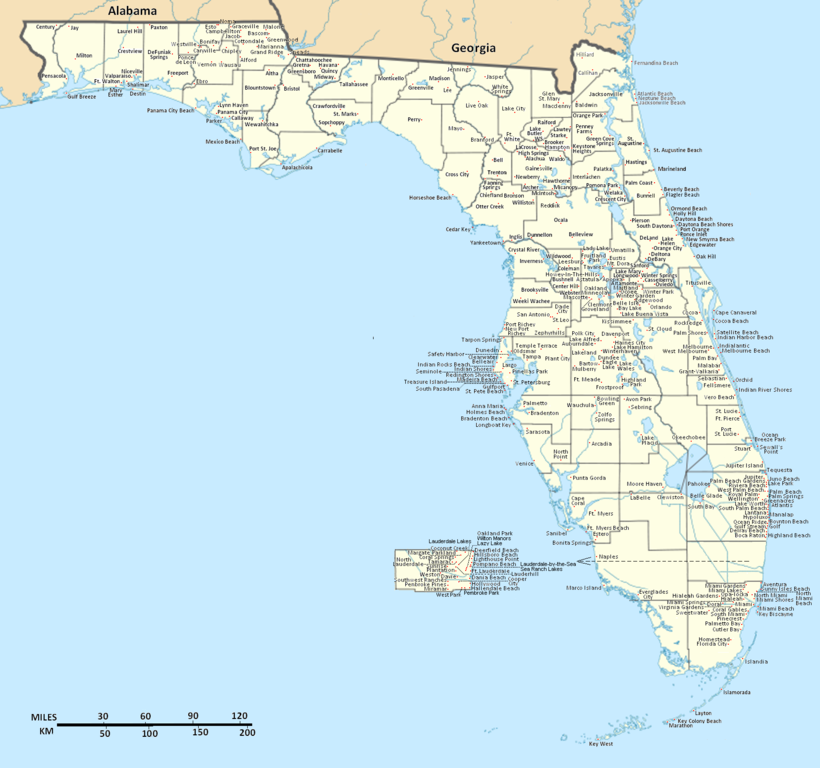 Alabama
Georgia
Century
Jay
Laurel Hill
Paxton
Noma
Graceville
Malone
Esto
Campbellton
Jacob
Bascom
Greenwood
Westville
Bonifay
Cottondale
Marianna
Grand Ridge
Sneads
Milton
Crestview
DeFuniak
Springs
Ponce
de Leon
Caryville
Chipley
Vernon
Wausau
Alford
Pensacola
Niceville
Valparaiso
Ft. Walton
Shalimar
Freeport
Ebro
Mary
Esther
Destin
Gulf Breeze
Altha
Blountstown
Bristol
Chattahoochee
Gretna
Greensboro
Havana
Quincy
Midway
Tallahassee
Monticello
Greenville
Madison
Lee
Jennings
Jasper
White
Springs
Live Oak
Lake City
Panama City Beach
Lynn Haven
Panama City
Callaway
Parker
Wewahitchka
Mexico Beach
Port St. Joe
Apalachicola
Carrabelle
Crawfordville
St. Marks
Sopchoppy
Perry
Mayo
Branford
Ft.
White
Hilliard
Callahan
Fernandina Beach
Jacksonville
Atlantic Beach
Neptune Beach
Jacksonville Beach
Glen
St. Mary
Macclenny
Baldwin
Orange Park
Raiford
Lake
Butler
Lawtey
Starke
Brooker
Hampton
Penney
Farms
Green Cove
Springs
Keystone
Heights
St.
Augustine
St. Augustine Beach
Hastings
Marineland
LaCrosse
High Springs
Alachua
Waldo
Bell
Trenton
Fanning
Springs
Chiefland
Bronson
Otter Creek
Cross City
Horseshoe Beach
Cedar Key
Yankeetown
Newberry
Gainesville
Archer
Hawthorne
Micanopy
McIntosh
Williston
Reddick
Interlachen
Palatka
Pomona Park
Welaka
Crescent City
Palm Coast
Bunnell
Beverly Beach
Flagler Beach
Ormond Beach
Holly Hill
Daytona Beach
Daytona Beach Shores
Port Orange
Ponce Inlet
New Smyrna Beach
Edgewater
Oak Hill
Pierson
South Daytona
DeLand
Lake
Helen
Orange City
Deltona
DeBary
Ocala
Inglis
Dunnellon
Belleview
Crystal River
Inverness
Lady Lake
Umatilla
Wildwood
Leesburg
Fruitland
Park
Eustis
Mt. Dora
Tavares
Coleman
Howey-In-The-Hills
Bushnell
Astatula
Center Hill
Webster
Mascotte
Minneola
Clermont
Groveland
Sanford
Lake Mary
Longwood
Winter Springs
Casselberry
Oviedo
Altamonte
Apopka
Maitland
Ocoee
Oakland
Winter Park
Winter Garden
Edgewood
Belle Isle
Orlando
Bay Lake
Lake Buena Vista
Titusville
Cape Canaveral
Cocoa
Cocoa Beach
Rockledge
Satellite Beach
Indian Harbor Beach
Palm Shores
Indialantic
Melbourne
Melbourne Beach
West Melbourne
Palm Bay
Malabar
Grant-Valkaria
Brooksville
Weeki Wachee
Dade
City
San Antonio
St. Leo
Port Richey
New Port
Richey
Zephyrhills
Kissimmee
St. Cloud
Polk City
Davenport
Lake Alfred
Auburndale
Haines City
Lake Hamilton
Winter Haven
Lakeland
Dundee
Eagle
Lake
Lake
Wales
Bartow
Mulberry
Highland
Park
Ft. Meade
Frostproof
Tarpon Springs
Dunedin
Safety Harbor
Clearwater
Belleair
Indian Rocks Beach
Largo
Indian Shores
Seminole
Redington Shores
Pinellas Park
Madeira Beach
Treasure Island
Gulfport
St. Petersburg
South Pasadena
St. Pete Beach
Temple Terrace
Oldsmar
Tampa
Plant City
Anna Maria
Holmes Beach
Bradenton Beach
Longboat Key
Palmetto
Bradenton
Sarasota
North
Point
Venice
Wauchula
Bowling
Green
Zolfo
Springs
Avon Park
Sebring
Lake
Placid
Arcadia
Okeechobee
Sebastian
Fellsmere
Orchid
Indian River Shores
Vero Beach
St. Lucie
Ft. Pierce
Port
St. Lucie
Stuart
Ocean
Breeze Park
Sewall's
Point
Jupiter Island
Tequesta
Jupiter
Juno Beach
Palm Beach Gardens
Lake Park
Riviera Beach
West Palm Beach
Palm Beach
Royal Palm
Palm Springs
Wellington
Glenridge
Lake Worth
Atlantis
South Palm Beach
Lantana
Manalapan
Hypoluxo
Ocean Ridge
Boynton Beach
Gulf Stream
Golf
Delray Beach
Boca Raton
Highland Beach
Pahokee
Belle Glade
South Bay
Clewiston
Moore Haven
LaBelle
Punta Gorda
Cape
Coral
Ft. Myers
Sanibel
Ft. Myers Beach
Estero
Bonita Springs
Naples
Marco Island
Everglades
City
Oakland Park
Wilton Manors
Lazy Lake
Lauderdale Lakes
Coconut Creek
Deerfield Beach
Margate
Parkland
Hillsboro Beach
Coral Springs
Lighthouse Point
Tamarac
Pompano Beach
North
Lauderdale
Sunrise
Plantation
Ft. Lauderdale
Weston
Davie
Dania Beach
Lauderhill
Cooper
City
Southwest Ranches
Hollywood
Pembroke Pines
Hallendale Beach
Miramar
West Park
Pembroke Park
Lauderdale-by-the-Sea
Sea Ranch Lakes
Miami Gardens
Aventura
Miami Lakes
Sunny Isles Beach
Opa-locka
North Miami
North
Miami
Beach
Hialeah Gardens
Hialeah
Miami Shores
Miami Springs
Doral
Miami
Virginia Gardens
Miami Beach
Sweetwater
Coral Gables
South Miami
Key Biscayne
Pinecrest
Palmetto Bay
Cutler Bay
Homestead
Florida City
Islandia
Islamorada
Layton
Key Colony Beach
Marathon
Key West
MILES 30 60 90 120
KM 50 100 150 200